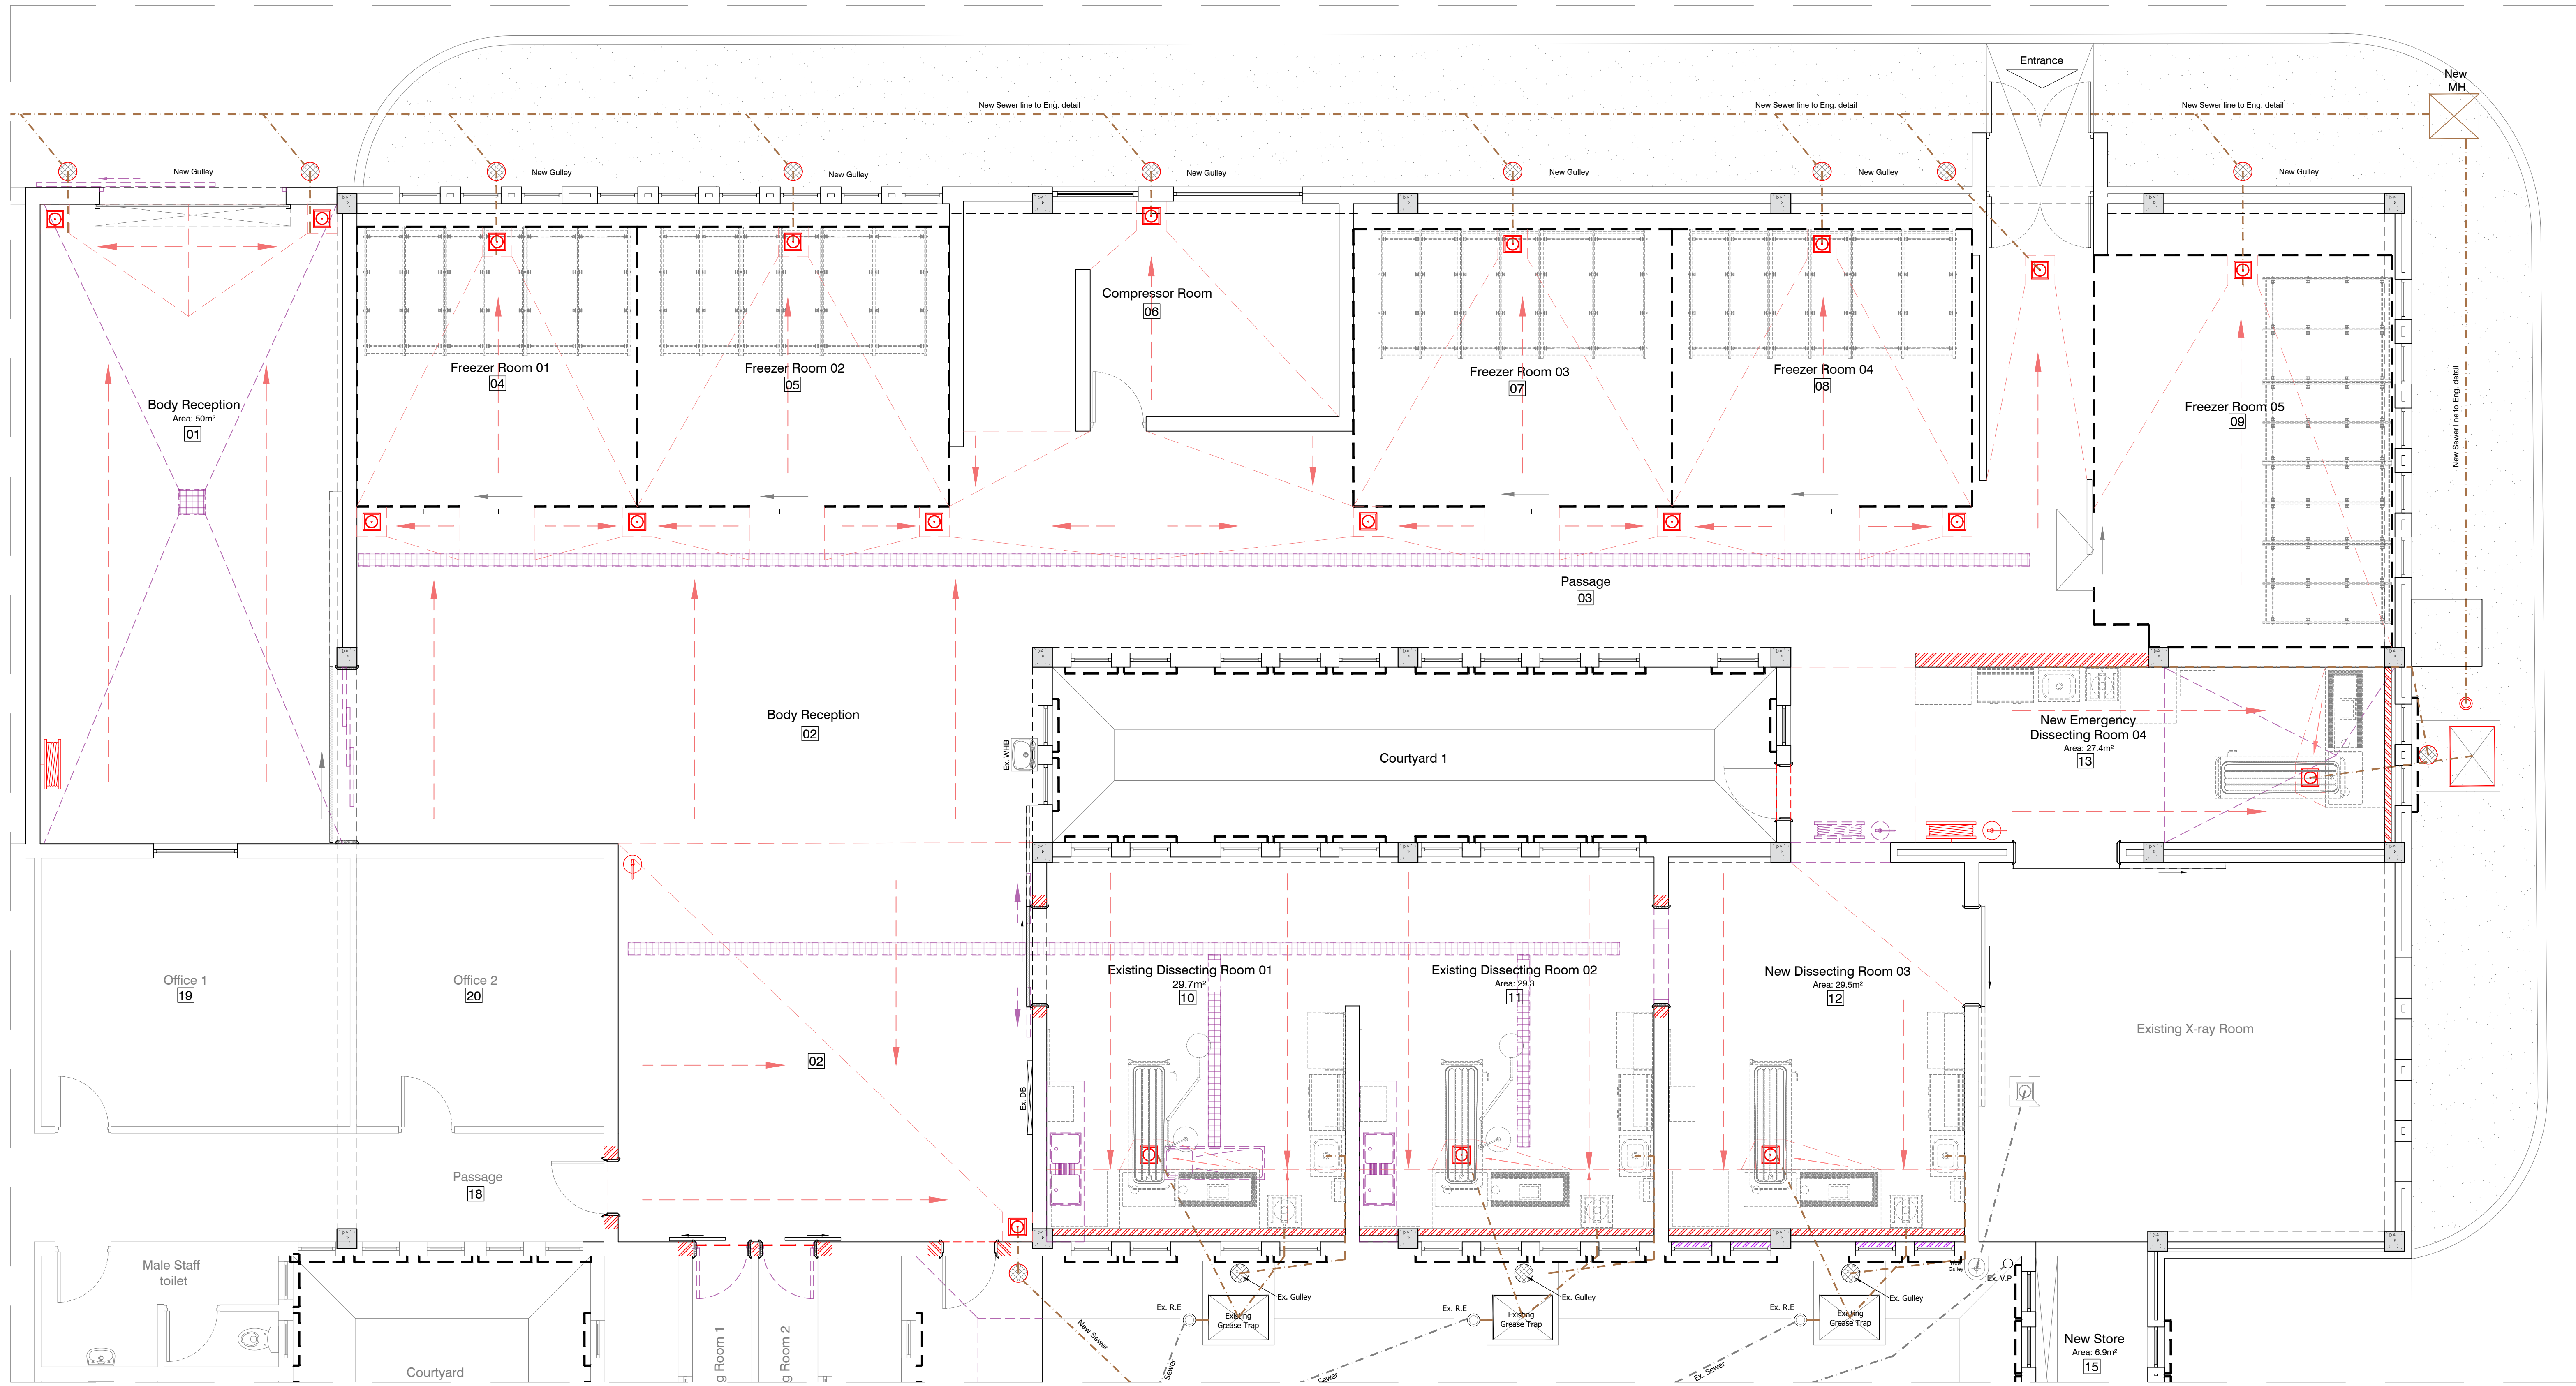 Entrance
New
MH
New Sewer line to Eng. detail
New Sewer line to Eng. detail
New Sewer line to Eng. detail
New Gulley
New Gulley
New Gulley
New Gulley
New Gulley
New Gulley
New Gulley
Compressor Room
06
Freezer Room 01
04
Freezer Room 02
05
Freezer Room 03
07
Freezer Room 04
08
Freezer Room 05
09
New Sewer line to Eng. detail
Body Reception
Area: 50m²
01
Passage
03
Body Reception
02
Ex. WHB
Courtyard 1
New Emergency
Dissecting Room 04
Area: 27.4m²
13
Office 1
19
Office 2
20
Existing Dissecting Room 01
29.7m²
10
Existing Dissecting Room 02
Area: 29.3
11
New Dissecting Room 03
Area: 29.5m²
12
Existing X-ray Room
02
Ex. DB
Passage
18
Male Staff
toilet
Courtyard
g Room 1
g Room 2
New Sewer
Sewer
Ex. R.E
Existing
Grease Trap
Ex. Gulley
Sewer
Ex. R.E
Existing
Grease Trap
Ex. Gulley
Ex. Sewer
Ex. R.E
Existing
Grease Trap
Ex. Gulley
Gulley
Ex. V.P
New Store
Area: 6.9m²
15